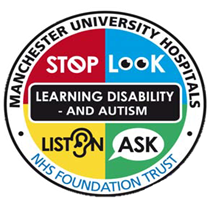 MANCHESTER UNIVERSITY HOSPITALS
STOP LOOK
LEARNING DISABILITY
- AND AUTISM
LISTEN ASK
NHS FOUNDATION TRUST